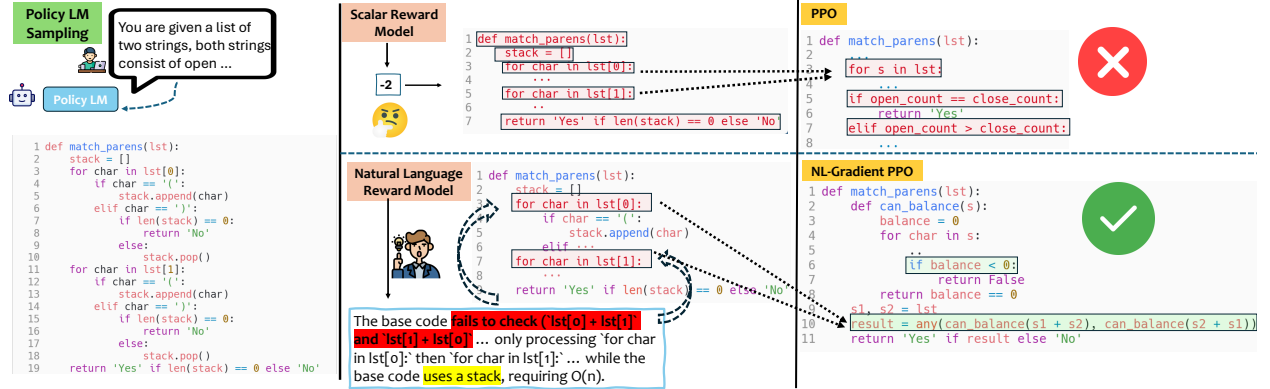 Policy LM
Sampling
You are given a list of
two strings, both strings
consist of open ...
Policy LM
1 def match_parens(lst):
2 stack = []
3 for char in lst[0]:
4 if char == '(':
5 stack.append(char)
6 elif char == ')':
7 if len(stack) == 0:
8 return 'No'
9 else:
10 stack.pop()
11 for char in lst[1]:
12 if char == '(':
13 stack.append(char)
14 elif char == ')':
15 if len(stack) == 0:
16 return 'No'
17 else:
18 stack.pop()
19 return 'Yes' if len(stack) == 0 else 'No'
Scalar Reward
Model
-2
1 def match_parens(lst):
2 stack = []
3 for char in lst[0]:
4 ...
5 for char in lst[1]:
6 ..
7 return 'Yes' if len(stack) == 0 else 'No'
PPO
1 def match_parens(lst):
2 ...
3 for s in lst:
4 ...
5 if open_count == close_count:
6 return 'Yes'
7 elif open_count > close_count:
8 ...
Natural Language
Reward Model
1 def match_parens(lst):
2 stack = []
3 for char in lst[0]:
4 if char == '(':
5 stack.append(char)
6 elif ...
7 for char in lst[1]:
8 ...
9 return 'Yes' if len(stack) == 0 else 'No'
The base code fails to check (`lst[0] + lst[1]`
and `lst[1] + lst[0]` ... only processing `for char
in lst[0]:` then `for char in lst[1]:` ... while the
base code uses a stack, requiring O(n).
NL-Gradient PPO
1 def match_parens(lst):
2 def can_balance(s):
3 balance = 0
4 for char in s:
5 ..
6 if balance < 0:
7 return False
8 return balance == 0
9 s1, s2 = lst
10 result = any(can_balance(s1 + s2), can_balance(s2 + s1))
11 return 'Yes' if result else 'No'